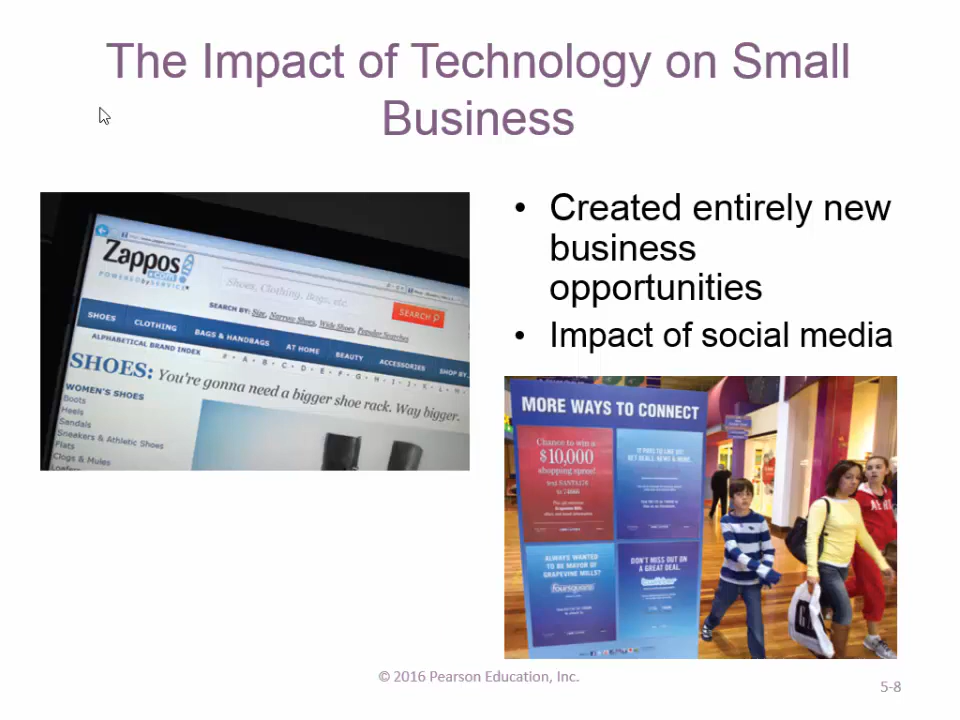 The Impact of Technology on Small
Business
Zappos
.com
POWERED by SERVICE
Shoes, Clothing, Bags, etc.
SEARCH
SEARCH BY: Size, Narrow Shoes, Wide Shoes, Popular Searches
SHOES CLOTHING BAGS & HANDBAGS AT HOME BEAUTY ACCESSORIES SHOP BY
ALPHABETICAL BRAND INDEX # A B C D E F G H I J K L
SHOES: You're gonna need a bigger shoe rack. Way bigger.
WOMEN'S SHOES
Boots
Heels
Sandals
Sneakers & Athletic Shoes
Flats
Clogs & Mules
Loafers
• Created entirely new
business
opportunities
• Impact of social media
MORE WAYS TO CONNECT
Chance to win a
$10,000
shopping spree!
IT PAYS TO LIKE US!
GET DEALS, NEWS & MORE.
ALWAYS WANTED
TO BE MAYOR OF
GRAPEVINE MILLS?
foursquare
DON'T MISS OUT ON
A GREAT DEAL.
twitter
© 2016 Pearson Education, Inc.
5-8